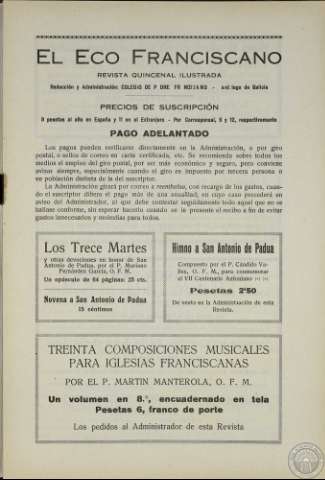 EL ECO FRANCISCANO
REVISTA QUINCENAL ILUSTRADA
Redacción y Administración: COLEGIO DE
PRECIOS DE SUSCRIPCIÓN
8 pesetas al año en España y 11 en el Extranjero - Por Corresponsal, 9 y 12, respectivamente
PAGO ADELANTADO
Los pagos pueden verificarse directamente en la Administración, o por giro
postal, o sellos de correo en carta certificada, etc. Se recomienda sobre todos los
medios el empleo del giro postal, por ser más económico y seguro, pero conviene
avisar siempre, especialmente cuando el giro es impuesto por tercera persona o
en población distinta de la del suscriptor.
La Administración girará por correo a reembolso, con recargo de los gastos, cuando
el suscriptor difiera el pago más de una anualidad, en cuyo caso precederá un
aviso del Administrador, al que debe contestar seguidamente todo aquel que no se
hallase conforme, sin esperar hacerlo cuando se le presente el recibo a fin de evitar
gastos innecesarios y molestias para todos.
Los Trece Martes
y otras devociones en honor de San
Antonio de Padua, por el P. Mariano
Fernández García, O. F. M.
Un opúsculo de 64 páginas: 25 cts.
Novena a San Antonio de Padua
15 céntimos
Himno a San Antonio de Padua
Compuesto por el P. Cándido
O. F. M., para conmemorar
el VII Centenario Antoniano
Pesetas 2'50
De venta en la Administración de esta
Revista.
TREINTA COMPOSICIONES MUSICALES
PARA IGLESIAS FRANCISCANAS
POR EL P. MARTIN MANTEROLA, O. F. M.
Un volumen en 8.°, encuadernado en tela
Pesetas 6, franco de porte
Los pedidos al Administrador de esta Revista